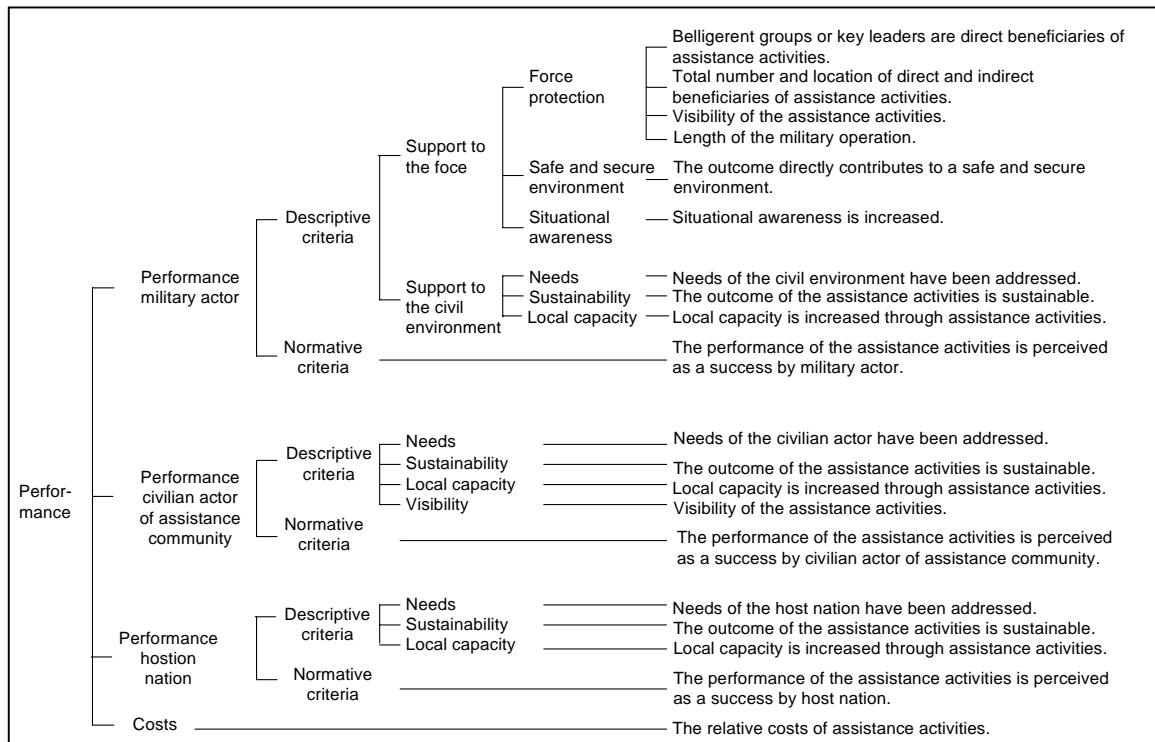 Belligerent groups or key leaders are direct beneficiaries of
assistance activities.
Force
protection
Total number and location of direct and indirect
beneficiaries of assistance activities.
Visibility of the assistance activities.
Length of the military operation.
Support to
the foce
Safe and secure
environment
The outcome directly contributes to a safe and secure
environment.
Descriptive
criteria
Situational
awareness
Situational awareness is increased.
Performance
military actor
Support to
the civil
environment
Needs
Needs of the civil environment have been addressed.
Sustainability
The outcome of the assistance activities is sustainable.
Local capacity
Local capacity is increased through assistance activities.
Normative
criteria
The performance of the assistance activities is perceived
as a success by military actor.
Perfor-
mance
Performance
civilian actor
of assistance
community
Descriptive
criteria
Needs
Needs of the civilian actor have been addressed.
Sustainability
The outcome of the assistance activities is sustainable.
Local capacity
Local capacity is increased through assistance activities.
Visibility
Visibility of the assistance activities.
Normative
criteria
The performance of the assistance activities is perceived
as a success by civilian actor of assistance community.
Performance
hostion
nation
Descriptive
criteria
Needs
Needs of the host nation have been addressed.
Sustainability
The outcome of the assistance activities is sustainable.
Local capacity
Local capacity is increased through assistance activities.
Normative
criteria
The performance of the assistance activities is perceived
as a success by host nation.
Costs
The relative costs of assistance activities.